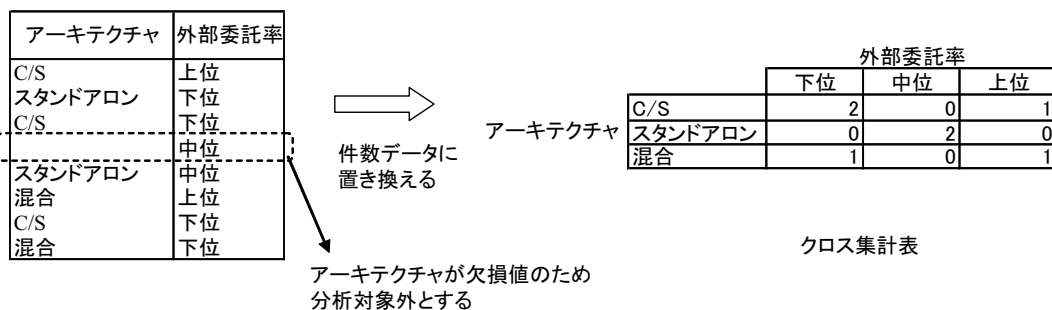 アーキテクチャ 外部委託率
C/S 上位
スタンドアロン 下位
C/S 下位
中位
スタンドアロン 中位
混合 上位
C/S 下位
混合 下位
件数データに
置き換える
アーキテクチャが欠損値のため
分析対象外とする
外部委託率
下位 中位 上位
アーキテクチャ
C/S 2 0 1
スタンドアロン 0 2 0
混合 1 0 1
クロス集計表